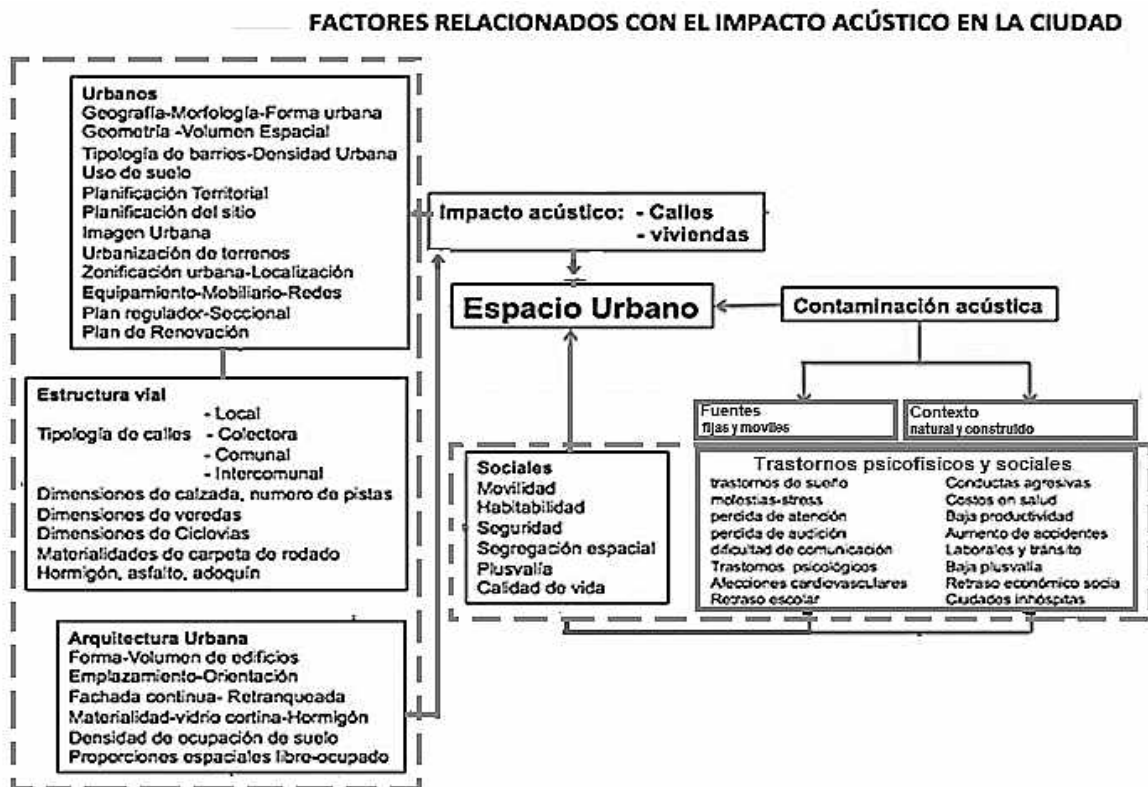 FACTORES RELACIONADOS CON EL IMPACTO ACÚSTICO EN LA CIUDAD
Urbanos
Geografía-Morfología-Forma urbana
Geometría -Volumen Espacial
Tipología de barrios-Densidad Urbana
Uso de suelo
Planificación Territorial
Planificación del sitio
Imagen Urbana
Urbanización de terrenos
Zonificación urbana-Localización
Equipamiento-Mobiliario-Redes
Plan regulador-Seccional
Plan de Renovación
Estructura vial
- Local
Tipología de calles - Colectora
- Comunal
- Intercomunal
Dimensiones de calzada, numero de pistas
Dimensiones de veredas
Dimensiones de Ciclovias
Materialidades de carpeta de rodado
Hormigón, asfalto, adoquín
Arquitectura Urbana
Forma-Volumen de edificios
Emplazamiento-Orientación
Fachada continua- Retranqueada
Materialidad-vidrio cortina-Hormigón
Densidad de ocupación de suelo
Proporciones espaciales libre-ocupado
Impacto acústico: - Calles
- viviendas
Espacio Urbano
Contaminación acústica
Fuentes
fijas y moviles
Contexto
natural y construido
Sociales
Movilidad
Habitabilidad
Seguridad
Segregación espacial
Plusvalía
Calidad de vida
Trastornos psicofisicos y sociales
trastornos de sueño
molestias-stress
perdida de atención
perdida de audición
dificultad de comunicación
Trastornos psicológicos
Afecciones cardiovasculares
Retraso escolar
Conductas agresivas
Costos en salud
Baja productividad
Aumento de accidentes
Laborales y tránsito
Baja plusvalía
Retraso económico socia
Ciudades inhóspitas